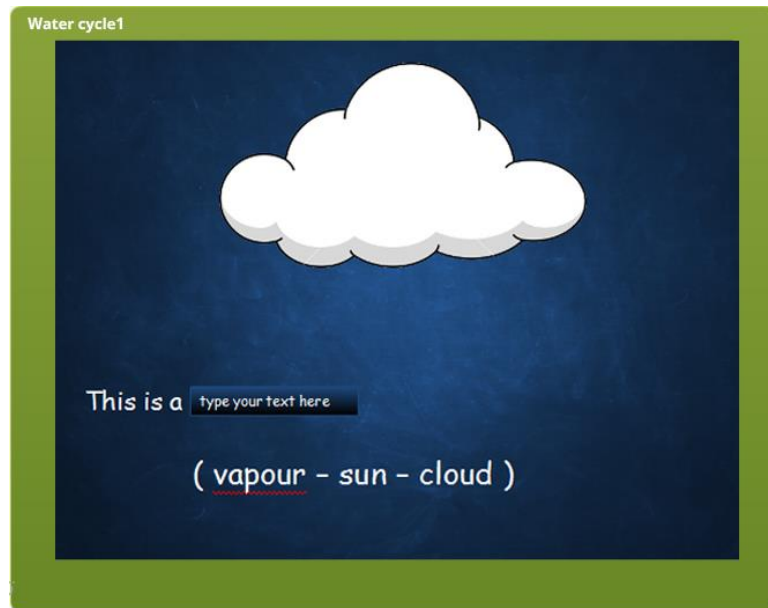 Water cycle1
This is a type your text here
( vapour – sun – cloud )